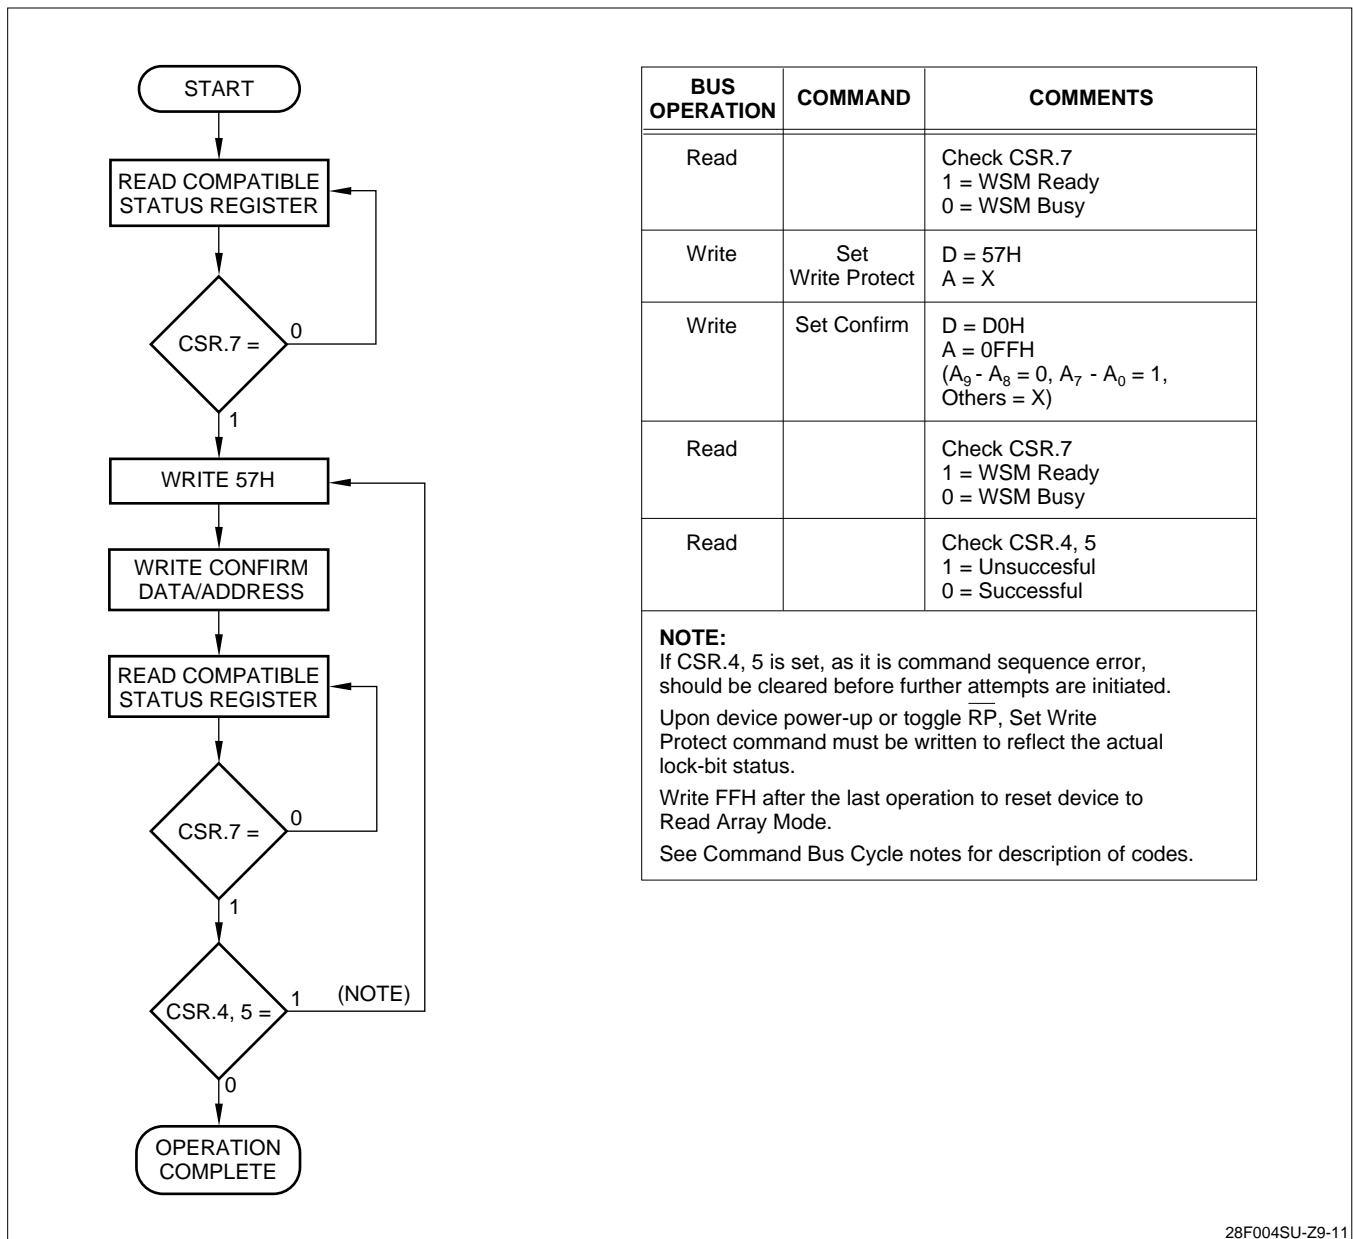 START
READ COMPATIBLE
STATUS REGISTER
CSR.7 =
0
1
WRITE 57H
WRITE CONFIRM
DATA/ADDRESS
READ COMPATIBLE
STATUS REGISTER
CSR.7 =
0
1
CSR.4, 5 =
1
(NOTE)
0
OPERATION
COMPLETE
BUS
OPERATION
COMMAND
COMMENTS
Read
Check CSR.7
1 = WSM Ready
0 = WSM Busy
Write
Set
Write Protect
D = 57H
A = X
Write
Set Confirm
D = D0H
A = 0FFH
(A₉ - A₈ = 0, A₇ - A₀ = 1,
Others = X)
Read
Check CSR.7
1 = WSM Ready
0 = WSM Busy
Read
Check CSR.4, 5
1 = Unsuccesful
0 = Successful
NOTE:
If CSR.4, 5 is set, as it is command sequence error,
should be cleared before further attempts are initiated.
Upon device power-up or toggle R̅P̅, Set Write
Protect command must be written to reflect the actual
lock-bit status.
Write FFH after the last operation to reset device to
Read Array Mode.
See Command Bus Cycle notes for description of codes.
28F004SU-Z9-11